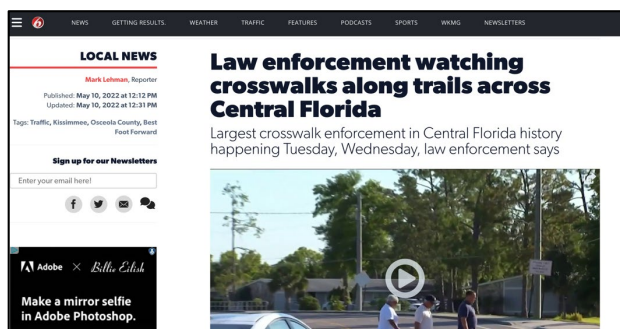 6
NEWS
GETTING RESULTS.
WEATHER
TRAFFIC
FEATURES
PODCASTS
SPORTS
WKMG
NEWSLETTERS
LOCAL NEWS
Mark Lehman, Reporter
Published: May 10, 2022 at 12:12 PM
Updated: May 10, 2022 at 12:31 PM
Tags: Traffic, Kissimmee, Osceola County, Best
Foot Forward
Sign up for our Newsletters
Enter your email here!
Adobe × Billie Eilish
Make a mirror selfie
in Adobe Photoshop.
Law enforcement watching
crosswalks along trails across
Central Florida
Largest crosswalk enforcement in Central Florida history
happening Tuesday, Wednesday, law enforcement says